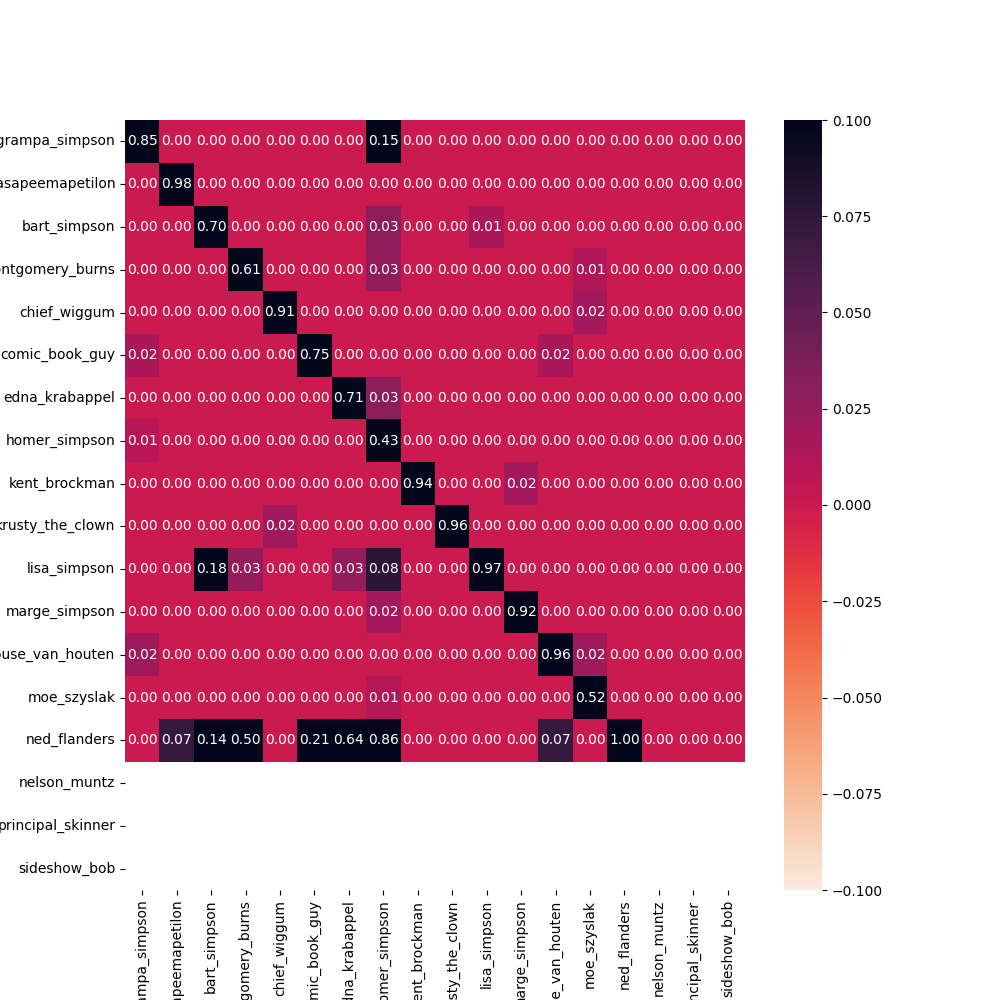 grampa_simpson 0.85 0.00 0.00 0.00 0.00 0.00 0.00 0.15 0.00 0.00 0.00 0.00 0.00 0.00 0.00 0.00 0.00 0.00 0.100
asapeemapetilon 0.00 0.98 0.00 0.00 0.00 0.00 0.00 0.00 0.00 0.00 0.00 0.00 0.00 0.00 0.00 0.00 0.00 0.00
bart_simpson 0.00 0.00 0.70 0.00 0.00 0.00 0.00 0.03 0.00 0.00 0.01 0.00 0.00 0.00 0.00 0.00 0.00 0.00 0.075
ntgomery_burns 0.00 0.00 0.00 0.61 0.00 0.00 0.00 0.03 0.00 0.00 0.00 0.00 0.00 0.01 0.00 0.00 0.00 0.00
chief_wiggum 0.00 0.00 0.00 0.00 0.91 0.00 0.00 0.00 0.00 0.00 0.00 0.00 0.00 0.02 0.00 0.00 0.00 0.00 0.050
comic_book_guy 0.02 0.00 0.00 0.00 0.00 0.75 0.00 0.00 0.00 0.00 0.00 0.00 0.02 0.00 0.00 0.00 0.00 0.00
edna_krabappel 0.00 0.00 0.00 0.00 0.00 0.00 0.71 0.03 0.00 0.00 0.00 0.00 0.00 0.00 0.00 0.00 0.00 0.00 0.025
homer_simpson 0.01 0.00 0.00 0.00 0.00 0.00 0.00 0.43 0.00 0.00 0.00 0.00 0.00 0.00 0.00 0.00 0.00 0.00
kent_brockman 0.00 0.00 0.00 0.00 0.00 0.00 0.00 0.00 0.94 0.00 0.00 0.02 0.00 0.00 0.00 0.00 0.00 0.00 0.000
krusty_the_clown 0.00 0.00 0.00 0.00 0.02 0.00 0.00 0.00 0.00 0.96 0.00 0.00 0.00 0.00 0.00 0.00 0.00 0.00
lisa_simpson 0.00 0.00 0.18 0.03 0.00 0.00 0.03 0.08 0.00 0.00 0.97 0.00 0.00 0.00 0.00 0.00 0.00 0.00 −0.025
marge_simpson 0.00 0.00 0.00 0.00 0.00 0.00 0.00 0.02 0.00 0.00 0.00 0.92 0.00 0.00 0.00 0.00 0.00 0.00
ouse_van_houten 0.02 0.00 0.00 0.00 0.00 0.00 0.00 0.00 0.00 0.00 0.00 0.00 0.96 0.02 0.00 0.00 0.00 0.00
moe_szyslak 0.00 0.00 0.00 0.00 0.00 0.00 0.00 0.01 0.00 0.00 0.00 0.00 0.00 0.52 0.00 0.00 0.00 0.00 −0.050
ned_flanders 0.00 0.07 0.14 0.50 0.00 0.21 0.64 0.86 0.00 0.00 0.00 0.00 0.07 0.00 1.00 0.00 0.00 0.00
nelson_muntz −0.075
principal_skinner
sideshow_bob −0.100
ampa_simpson
apeemapetilon
bart_simpson
gomery_burns
chief_wiggum
mic_book_guy
dna_krabappel
omer_simpson
ent_brockman
sty_the_clown
lisa_simpson
arge_simpson
e_van_houten
moe_szyslak
ned_flanders
nelson_muntz
ncipal_skinner
sideshow_bob